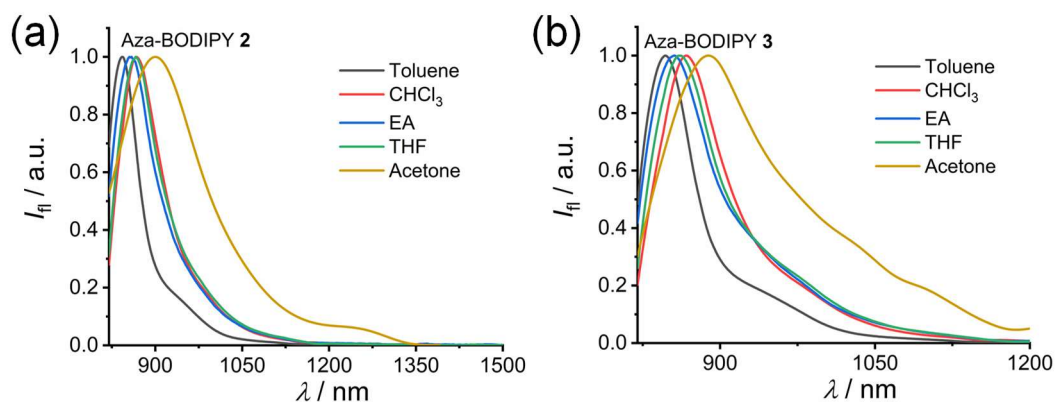 (a)
Aza-BODIPY 2
1.0
0.8
0.6
0.4
0.2
0.0
I_fl / a.u.
Toluene
CHCl₃
EA
THF
Acetone
900 1050 1200 1350 1500
λ / nm
(b)
Aza-BODIPY 3
1.0
0.8
0.6
0.4
0.2
0.0
I_fl / a.u.
Toluene
CHCl₃
EA
THF
Acetone
900 1050 1200
λ / nm